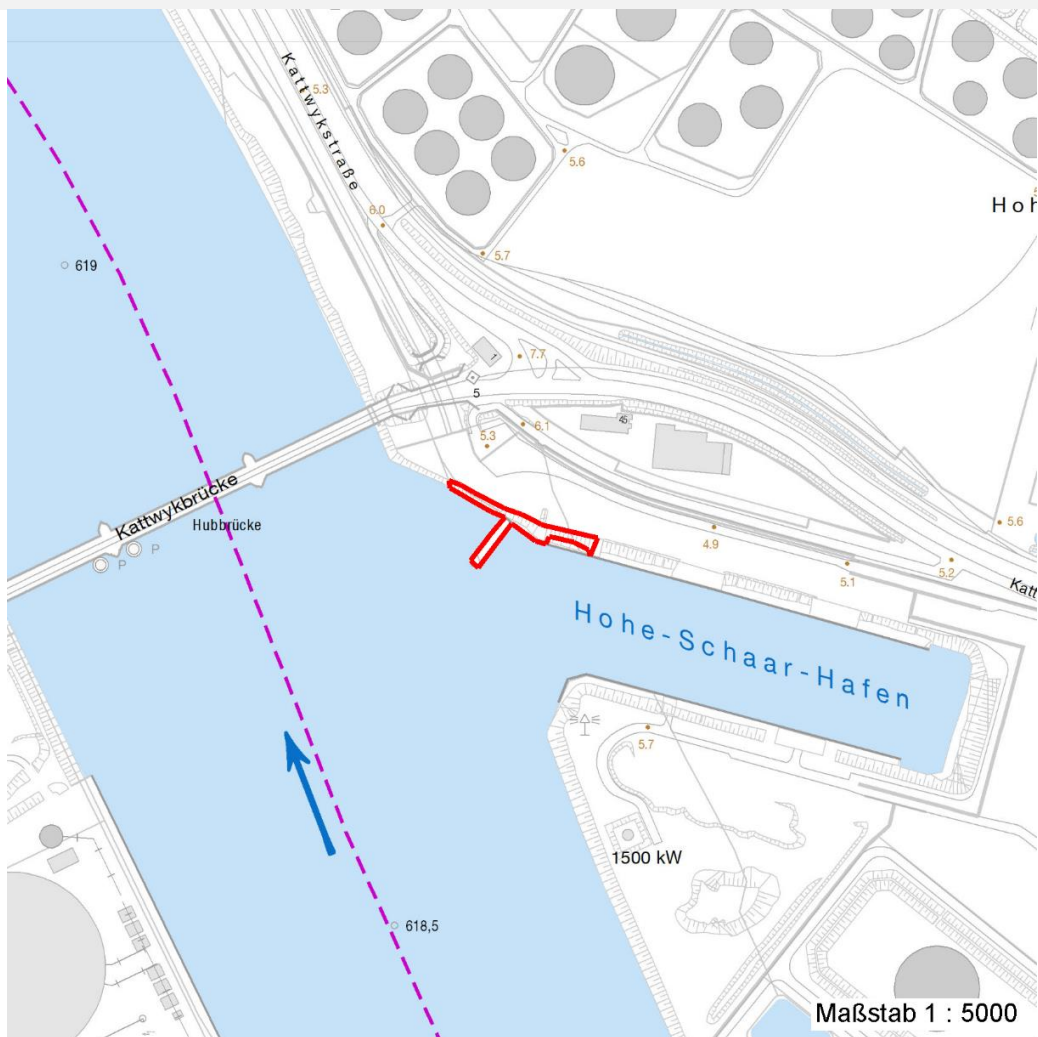 Kattwykstraße
5.3
5.6
Hoh
6.0
5.7
619
7.7
1
5
45
6.1
5.3
Kattwykbrücke
Hubbrücke
P
P
5.6
4.9
5.2
5.1
Katt
Hohe-Schaar-Hafen
5.7
1500 kW
618,5
Maßstab 1 : 5000